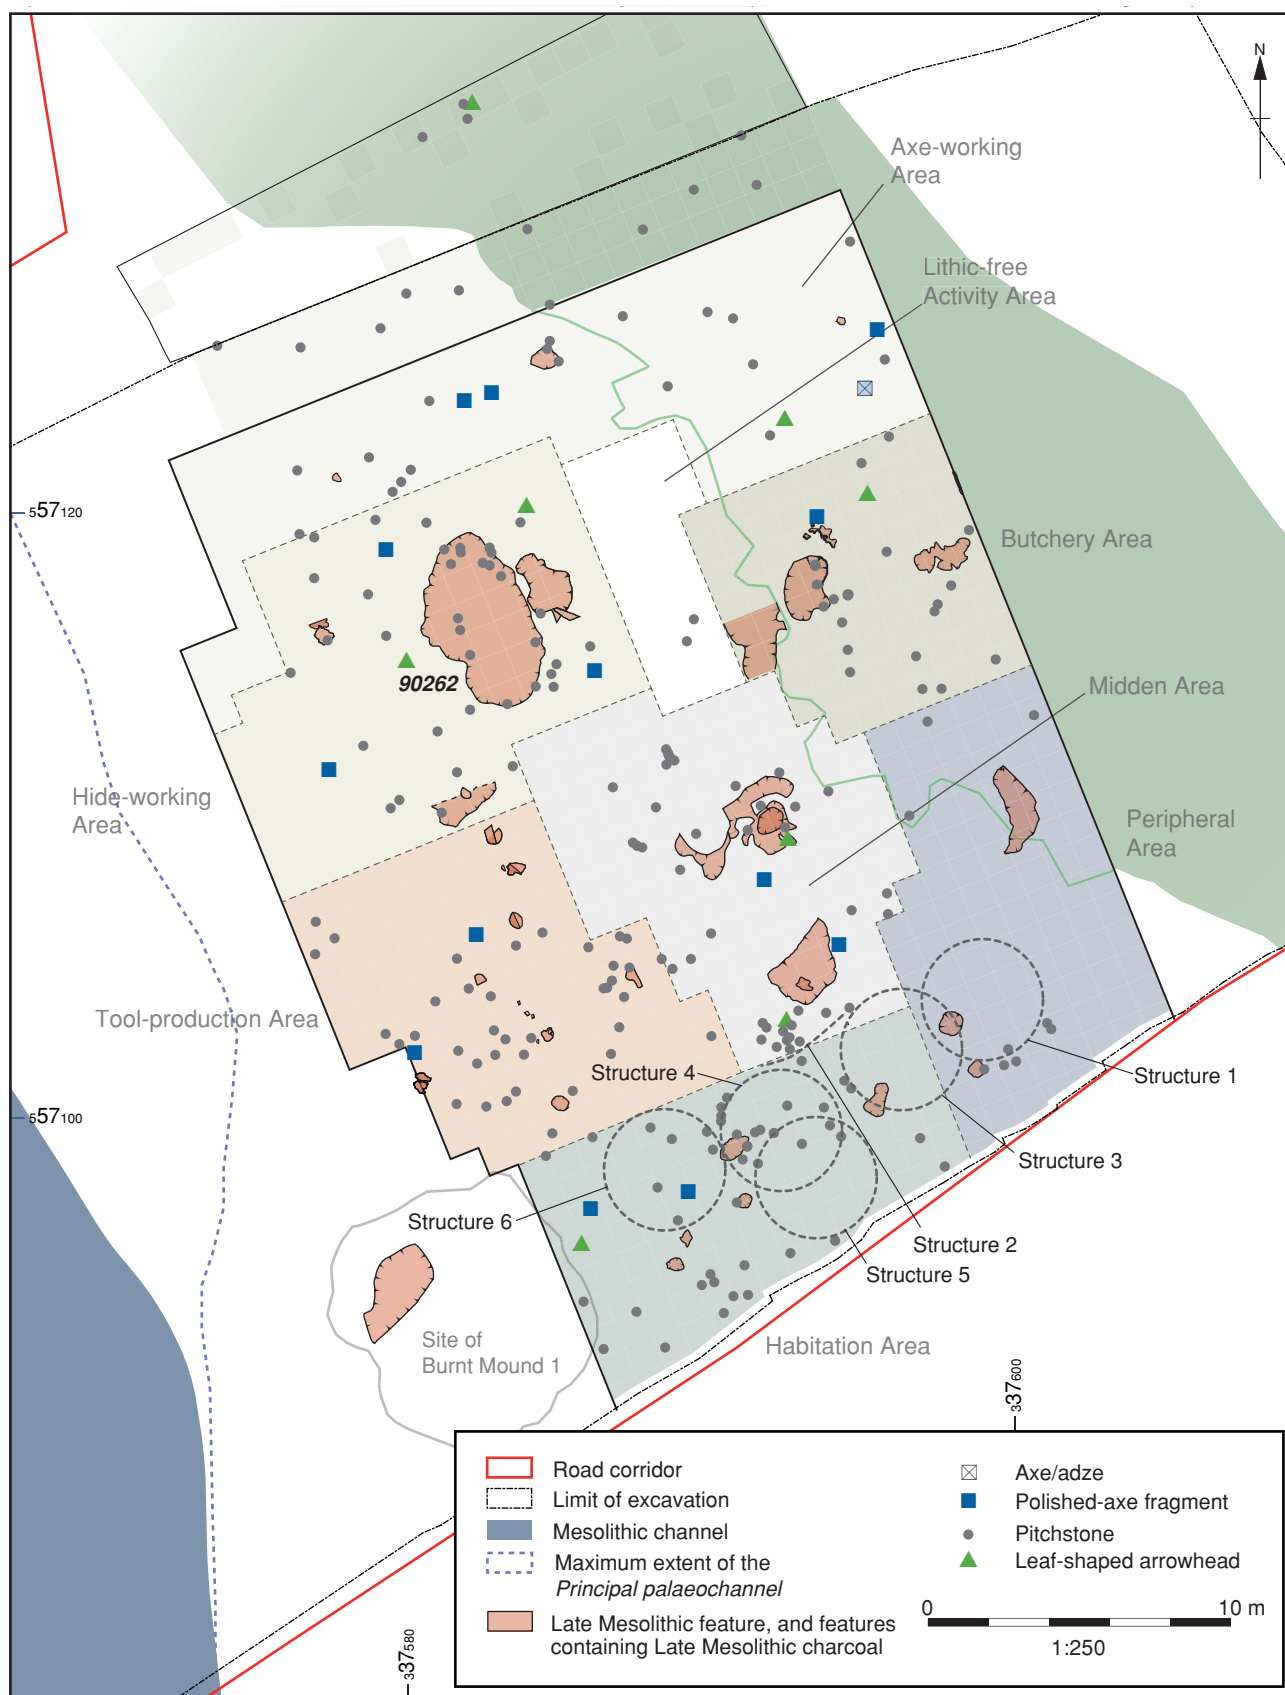 N
Axe-working
Area
Lithic-free
Activity Area
557120
Butchery Area
90262
Midden Area
Hide-working
Area
Peripheral
Area
Tool-production Area
Structure 4
Structure 1
557100
Structure 3
Structure 6
Structure 2
Structure 5
Site of
Burnt Mound 1
Habitation Area
337600
337580
Road corridor
Limit of excavation
Mesolithic channel
Maximum extent of the
Principal palaeochannel
Late Mesolithic feature, and features
containing Late Mesolithic charcoal
Axe/adze
Polished-axe fragment
Pitchstone
Leaf-shaped arrowhead
0 10 m
1:250